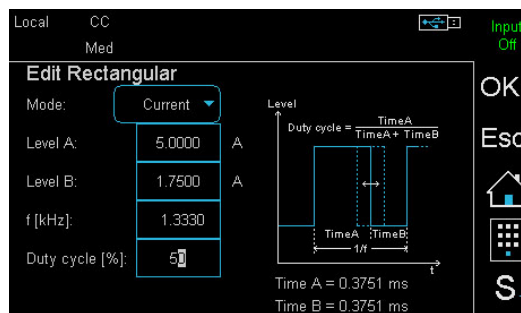 Local CC
Med
Input
Off
Edit Rectangular
Mode: Current
Level A: 5.0000 A
Level B: 1.7500 A
f [kHz]: 1.3330
Duty cycle [%]: 50
Level
Duty cycle = TimeA
TimeA + TimeB
TimeA TimeB
1/f
t
Time A = 0.3751 ms
Time B = 0.3751 ms
OK
Esc
S